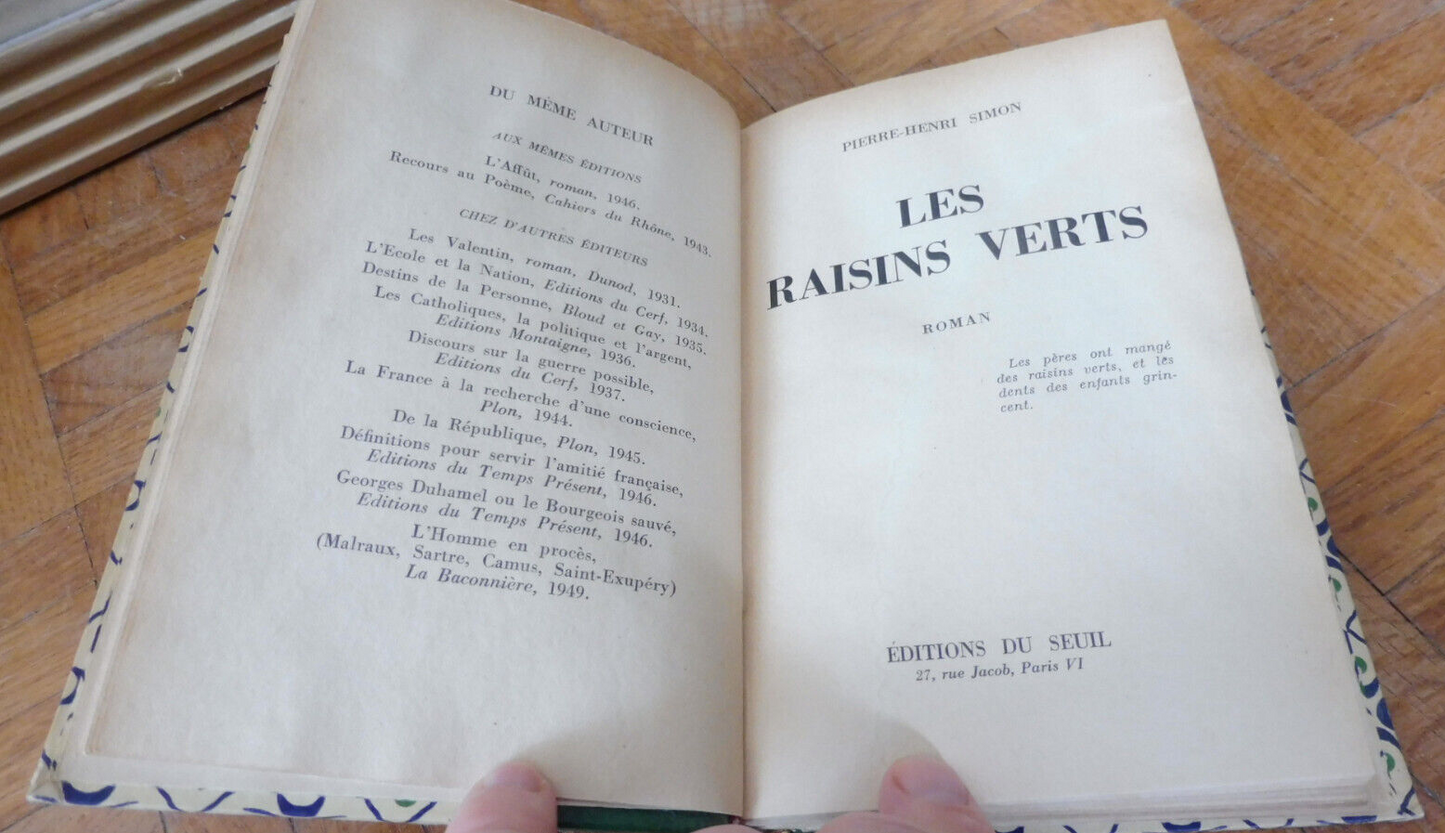 DU MÊME AUTEUR
AUX MÊMES ÉDITIONS
L'Affût, roman, 1946.
Recours au Poème, Cahiers du Rhône, 1943.
CHEZ D'AUTRES ÉDITEURS
Les Valentin, roman, Dunod, 1931.
L'Ecole et la Nation, Editions du Cerf, 1934.
Destins de la Personne, Bloud et Gay, 1935.
Les Catholiques, la politique et l'argent,
Editions Montaigne, 1936.
Discours sur la guerre possible,
Editions du Cerf, 1937.
La France à la recherche d'une conscience,
Plon, 1944.
De la République, Plon, 1945.
Définitions pour servir l'amitié française,
Editions du Temps Présent, 1946.
Georges Duhamel ou le Bourgeois sauvé,
Editions du Temps Présent, 1946.
L'Homme en procès,
(Malraux, Sartre, Camus, Saint-Exupéry)
La Baconnière, 1949.
PIERRE-HENRI SIMON
LES
RAISINS VERTS
ROMAN
Les pères ont mangé
des raisins verts, et les
dents des enfants grin-
cent.
ÉDITIONS DU SEUIL
27, rue Jacob, Paris VI